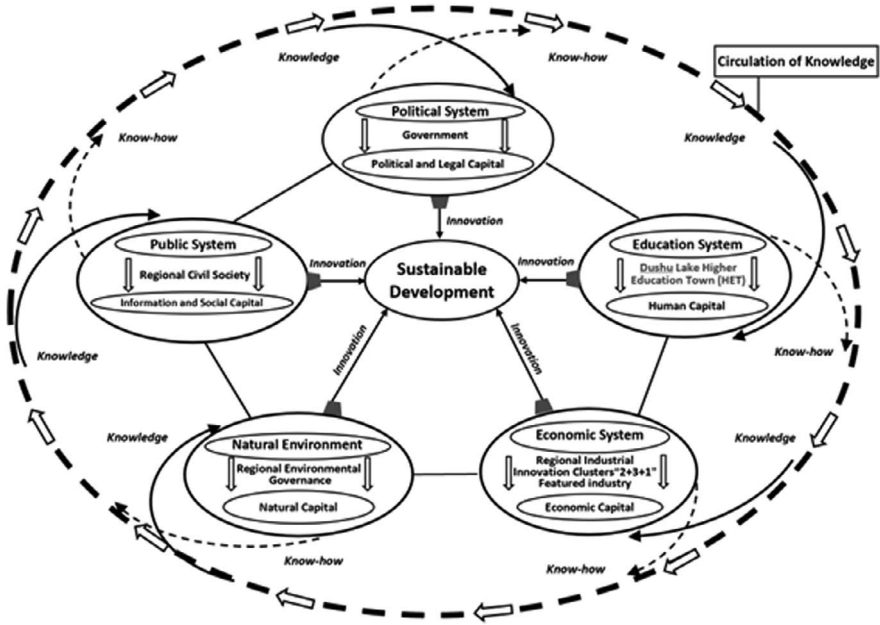 Knowledge
Know-how
Circulation of Knowledge
Political System
Government
Political and Legal Capital
Know-how
Knowledge
Innovation
Public System
Regional Civil Society
Information and Social Capital
Innovation
Sustainable
Development
Innovation
Education System
Dushu Lake Higher
Education Town (HET)
Human Capital
Knowledge
Know-how
Innovation
Innovation
Knowledge
Natural Environment
Regional Environmental
Governance
Natural Capital
Economic System
Regional Industrial
Innovation Clusters"2+3+1"
Featured industry
Economic Capital
Knowledge
Know-how
Know-how